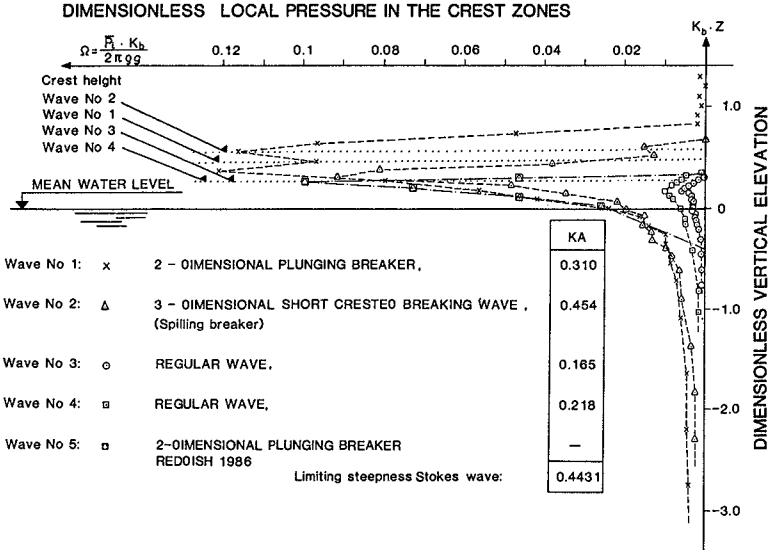 DIMENSIONLESS LOCAL PRESSURE IN THE CREST ZONES
Ω = P̅i · Kb / 2πρg
0.12 0.1 0.08 0.06 0.04 0.02
Kb · Z
Crest height
Wave No 2
Wave No 1
Wave No 3
Wave No 4
MEAN WATER LEVEL
1.0
0
-1.0
-2.0
-3.0
DIMENSIONLESS VERTICAL ELEVATION
KA
Wave No 1: x 2 - OIMENSIONAL PLUNGING BREAKER, 0.310
Wave No 2: △ 3 - OIMENSIONAL SHORT CRESTEO BREAKING WAVE, 0.454
(Spilling breaker)
Wave No 3: ⊙ REGULAR WAVE, 0.165
Wave No 4: ⊡ REGULAR WAVE, 0.218
Wave No 5: ⊡ 2-OIMENSIONAL PLUNGING BREAKER —
REDOISH 1986
Limiting steepness Stokes wave: 0.4431